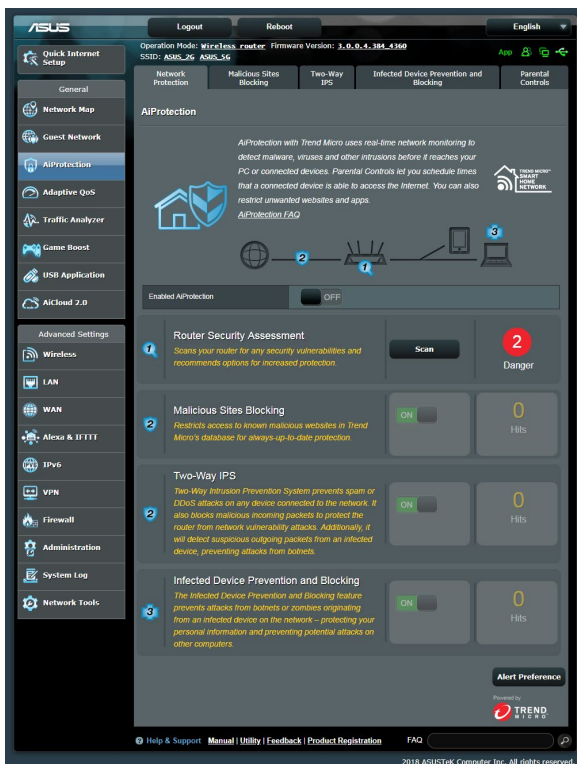 ASUS
Logout
Reboot
English
Quick Internet
Setup
General
Network Map
Guest Network
AiProtection
Adaptive QoS
Traffic Analyzer
Game Boost
USB Application
AiCloud 2.0
Advanced Settings
Wireless
LAN
WAN
Alexa & IFTTT
IPv6
VPN
Firewall
Administration
System Log
Network Tools
Operation Mode: Wireless router Firmware Version: 3.0.0.4.384_4360
SSID: ASUS_2G ASUS_5G
App
Network
Protection
Malicious Sites
Blocking
Two-Way
IPS
Infected Device Prevention and
Blocking
Parental
Controls
AiProtection
AiProtection with Trend Micro uses real-time network monitoring to
detect malware, viruses and other intrusions before it reaches your
PC or connected devices. Parental Controls let you schedule times
that a connected device is able to access the Internet. You can also
restrict unwanted websites and apps.
AiProtection FAQ
TREND MICRO™
SMART
HOME
NETWORK
2
1
3
Enabled AiProtection
OFF
1
Router Security Assessment
Scans your router for any security vulnerabilities and
recommends options for increased protection.
Scan
2
Danger
2
Malicious Sites Blocking
Restricts access to known malicious websites in Trend
Micro's database for always-up-to-
date protection.
ON
0
Hits
2
Two-Way IPS
Two-Way Intrusion Prevention System prevents spam or
DDoS attacks on any device connected to the network. It
also blocks malicious incoming packets to protect the
router from network vulnerability attacks. Additionally, it
will detect suspicious outgoing packets from an infected
device, preventing attacks from botnets.
ON
0
Hits
3
Infected Device Prevention and Blocking
The Infected Device Prevention and Blocking feature
prevents attacks from botnets or zombies originating
from an infected device on the network – protecting your
personal information and preventing potential attacks on
other computers.
ON
0
Hits
Alert Preference
Powered by
TREND
MICRO
Help & Support Manual | Utility | Feedback | Product Registration FAQ
2018 ASUSTeK Computer Inc. All rights reserved.